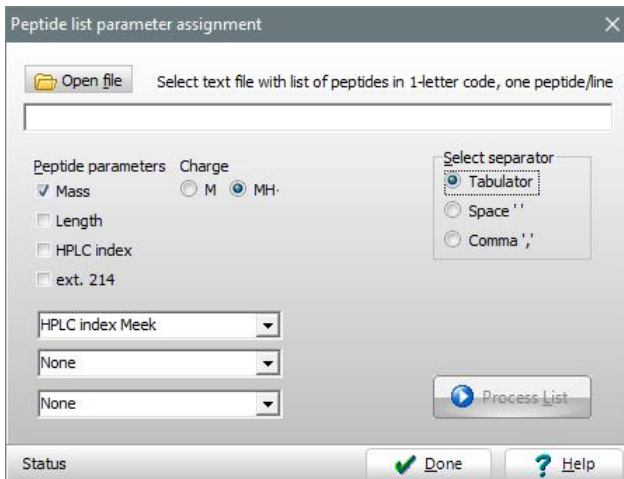 Peptide list parameter assignment
Open file
Select text file with list of peptides in 1-letter code, one peptide/line
Peptide parameters
Charge
Select separator
Mass
M
MH·
Tabulator
Length
Space ' '
HPLC index
Comma ','
ext. 214
HPLC index Meek
None
None
Process List
Status
Done
Help